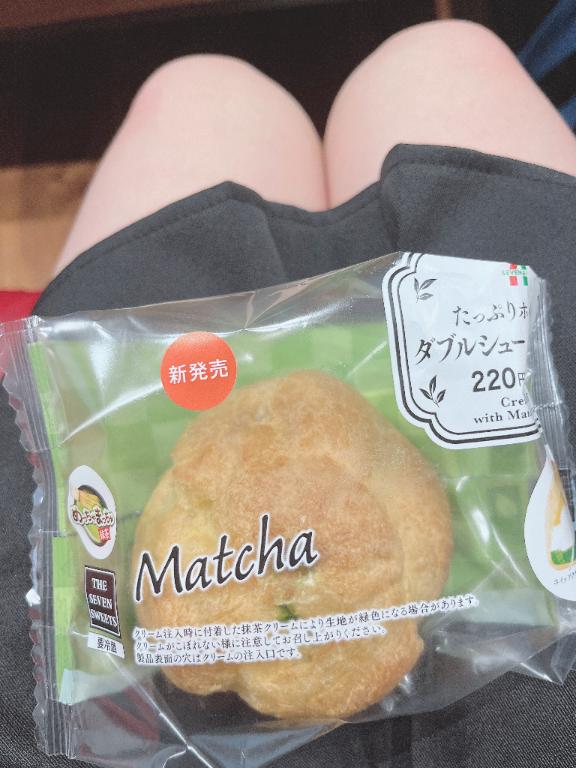 SEVEN
たっぷりホ
ダブルシュー
220円
Cre
with Mat
新発売
抹茶
Matcha
THE
SEVEN
SWEETS
要冷蔵
クリーム注入時に付着した抹茶クリームにより生地が緑色になる場合があります。
クリームがこぼれない様に注意してお召し上がりください。
製品表面の穴はクリームの注入口です。